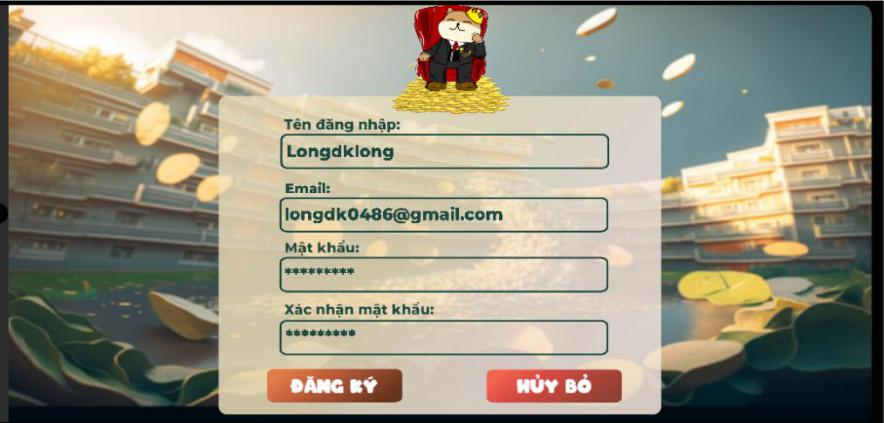 Tên đăng nhập:
Longdklong
Email:
longdk0486@gmail.com
Mật khẩu:
*********
Xác nhận mật khẩu:
*********
ĐĂNG KÝ
HỦY BỎ